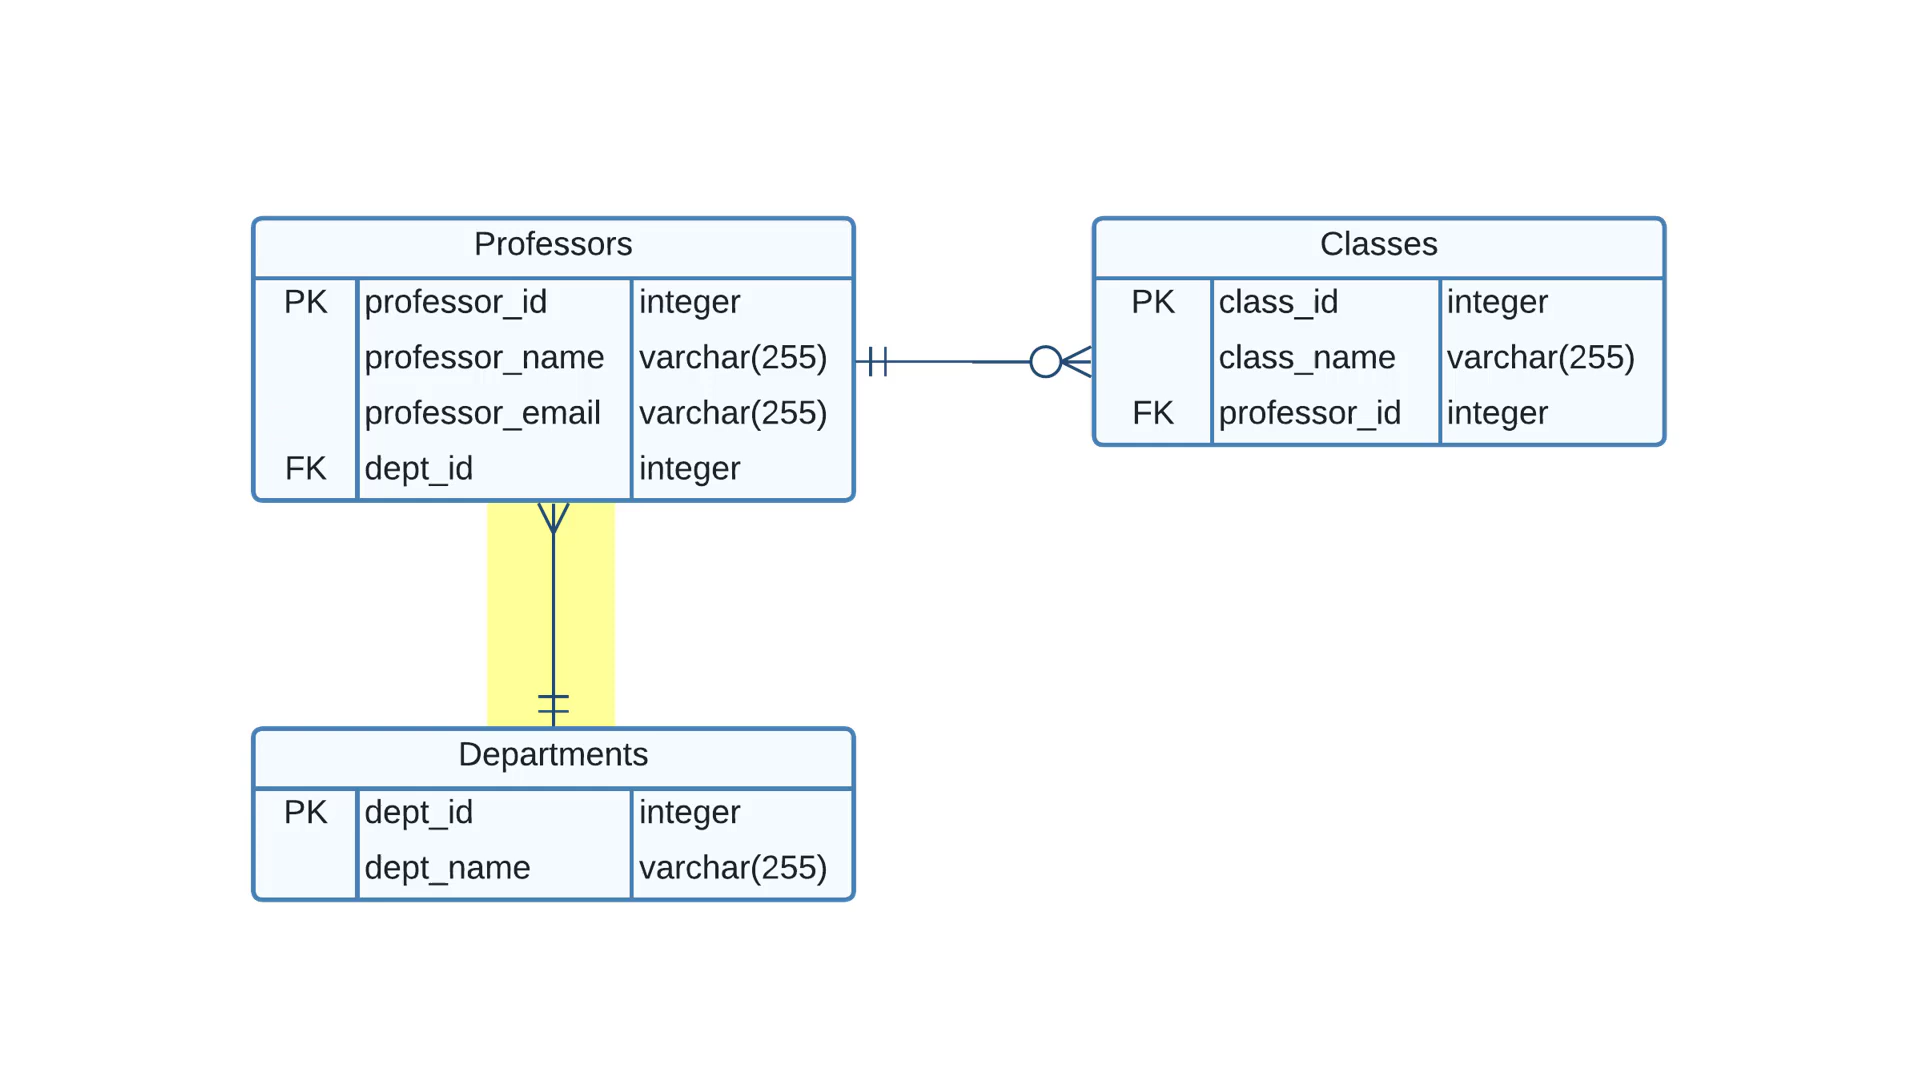 Professors
PK professor_id integer
professor_name varchar(255)
professor_email varchar(255)
FK dept_id integer
Classes
PK class_id integer
class_name varchar(255)
FK professor_id integer
Departments
PK dept_id integer
dept_name varchar(255)